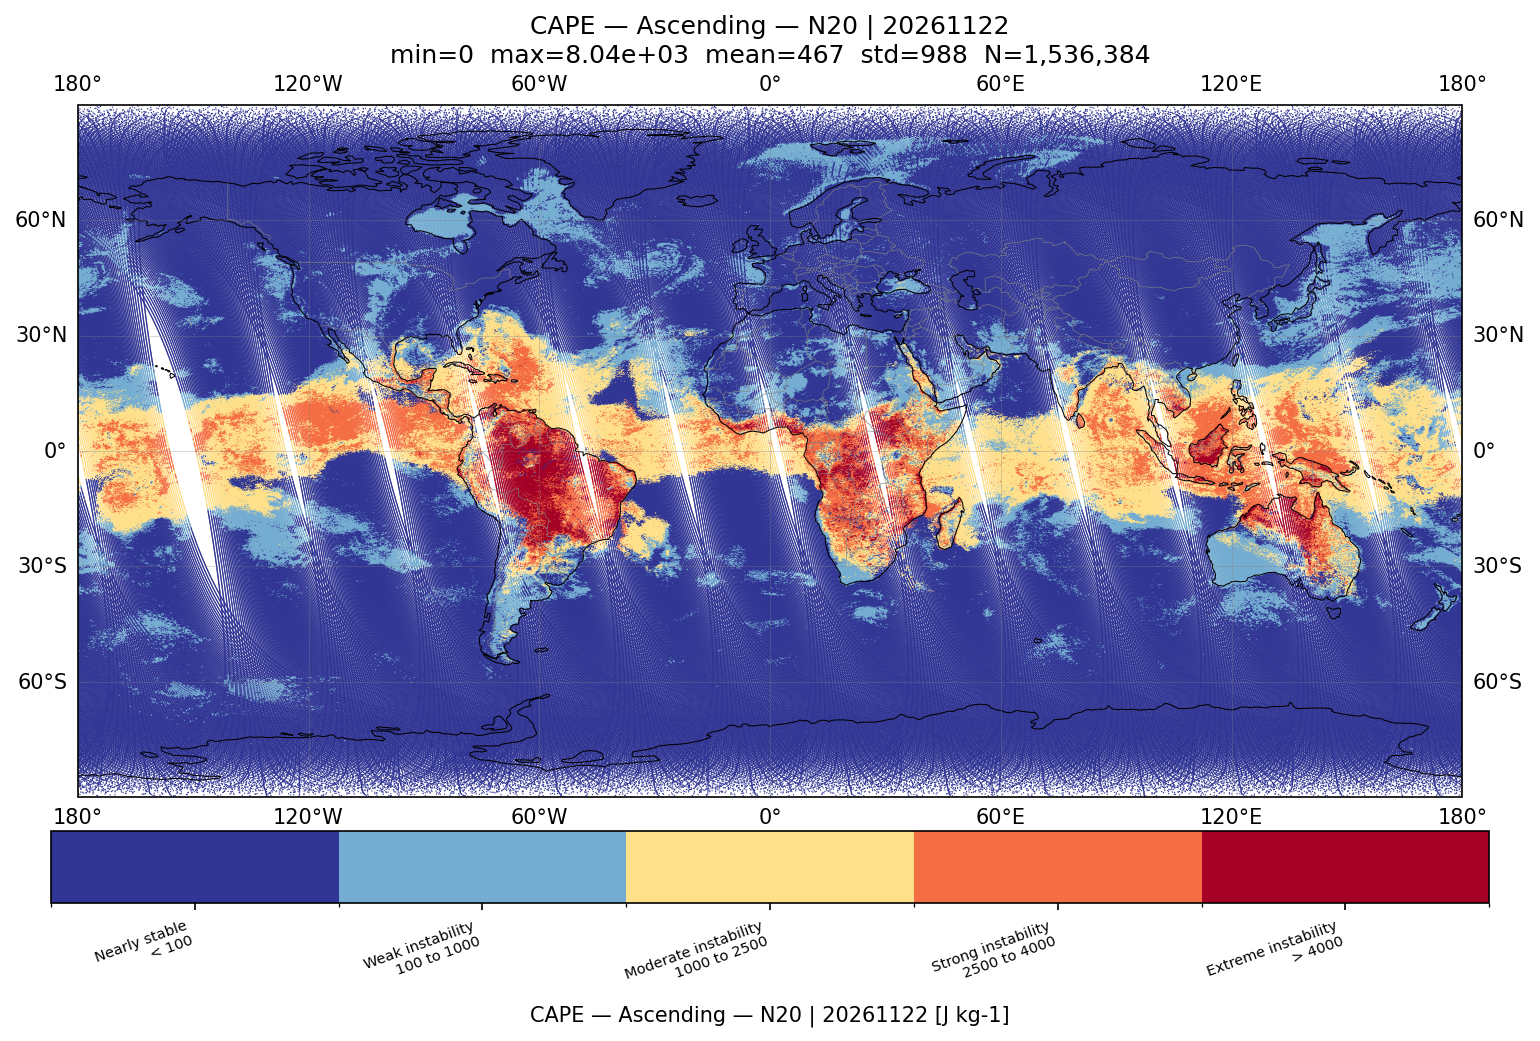 CAPE — Ascending — N20 | 20261122
min=0  max=8.04e+03  mean=467  std=988  N=1,536,384
180° 120°W 60°W 0° 60°E 120°E 180°
60°N 60°N
30°N 30°N
0° 0°
30°S 30°S
60°S 60°S
180° 120°W 60°W 0° 60°E 120°E 180°
Nearly stable
< 100
Weak instability
100 to 1000
Moderate instability
1000 to 2500
Strong instability
2500 to 4000
Extreme instability
> 4000
CAPE — Ascending — N20 | 20261122 [J kg-1]